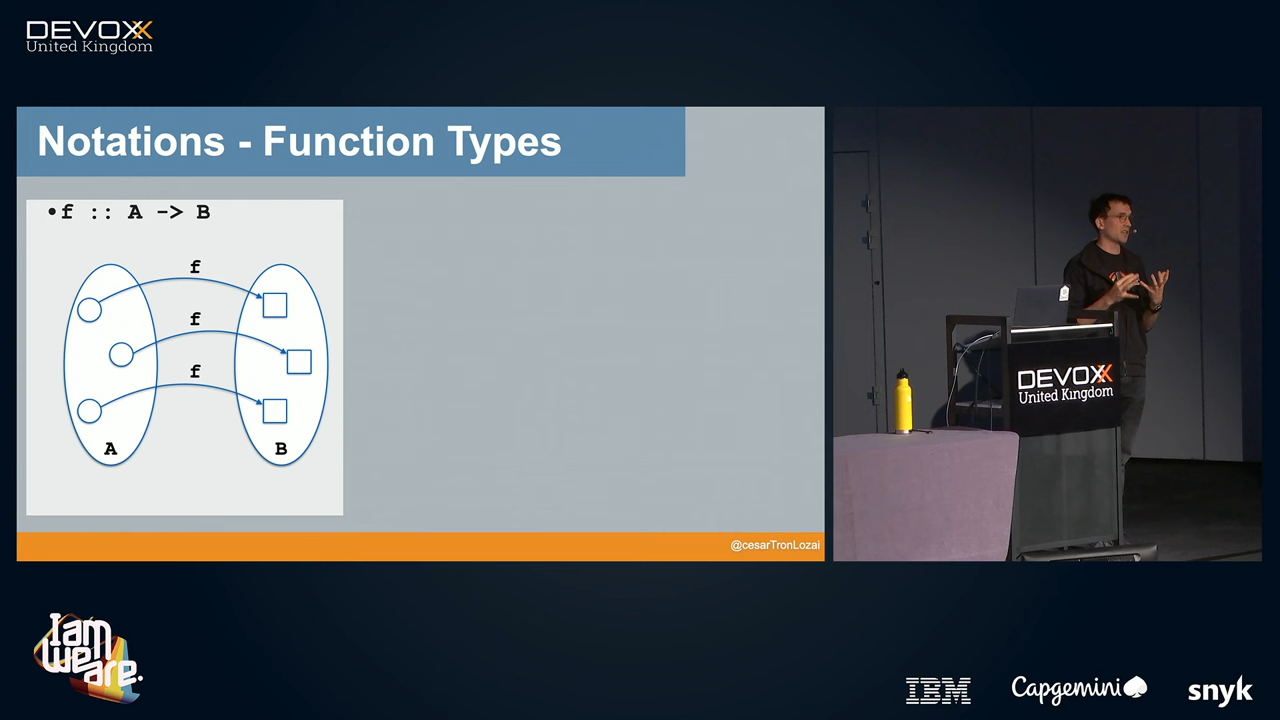 DEVOXX
United Kingdom
Notations - Function Types
•f :: A -> B
f
f
f
A
B
@cesarTronLozai
DEVOXX
United Kingdom
I am
we
are.
IBM
Capgemini
snyk